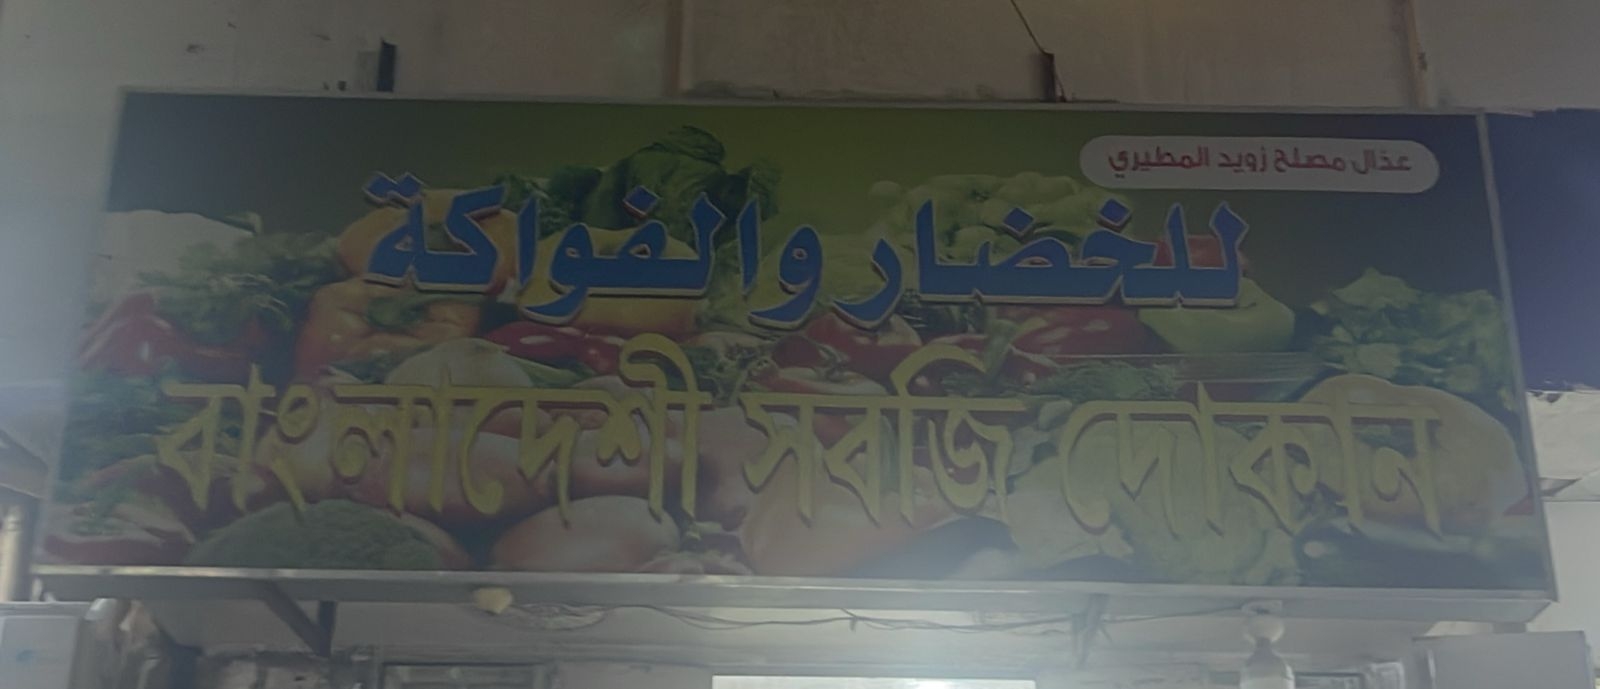 عذال مصلح زويد المطيري
للخضار والفواكة
বাংলাদেশী সবজি দোকান